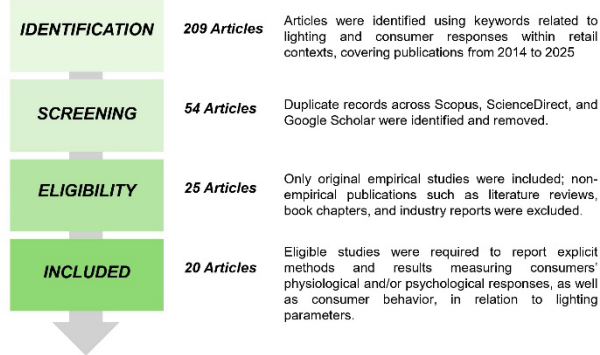 IDENTIFICATION
209 Articles
Articles were identified using keywords related to
lighting and consumer responses within retail
contexts, covering publications from 2014 to 2025
SCREENING
54 Articles
Duplicate records across Scopus, ScienceDirect, and
Google Scholar were identified and removed.
ELIGIBILITY
25 Articles
Only original empirical studies were included; non-
empirical publications such as literature reviews,
book chapters, and industry reports were excluded.
INCLUDED
20 Articles
Eligible studies were required to report explicit
methods and results measuring consumers'
physiological and/or psychological responses, as well
as consumer behavior, in relation to lighting
parameters.